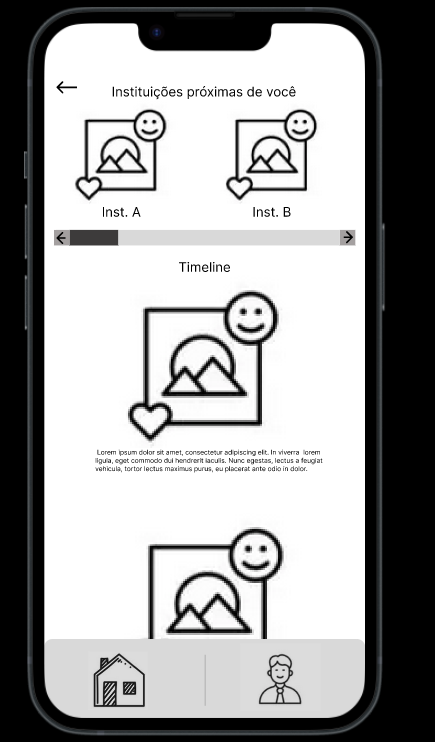 Instituições próximas de você
Inst. A
Inst. B
Timeline
Lorem ipsum dolor sit amet, consectetur adipiscing elit. In viverra lorem
ligula, eget commodo dui hendrerit iaculis. Nunc egestas, lectus a feugiat
vehicula, tortor lectus maximus purus, eu placerat ante odio in dolor.